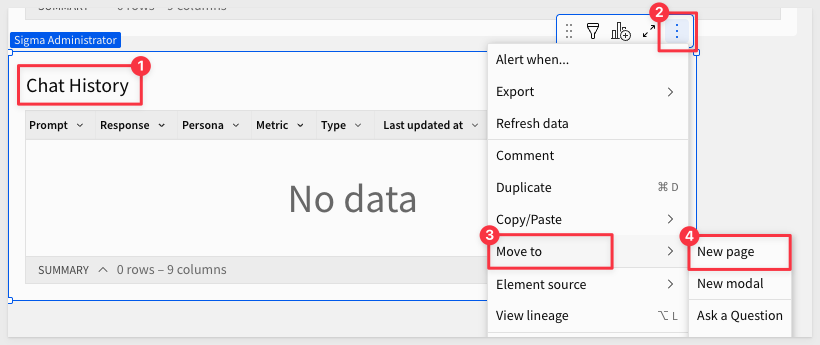 SUMMARY 0 rows – 9 columns
2
Sigma Administrator
1
Chat History
Prompt Response Persona Metric Type Last updated at
No data
SUMMARY 0 rows – 9 columns
Alert when...
Export
Refresh data
Comment
Duplicate ⌘ D
Copy/Paste
3
Move to
Element source
View lineage ⌥ L
4
New page
New modal
Ask a Question